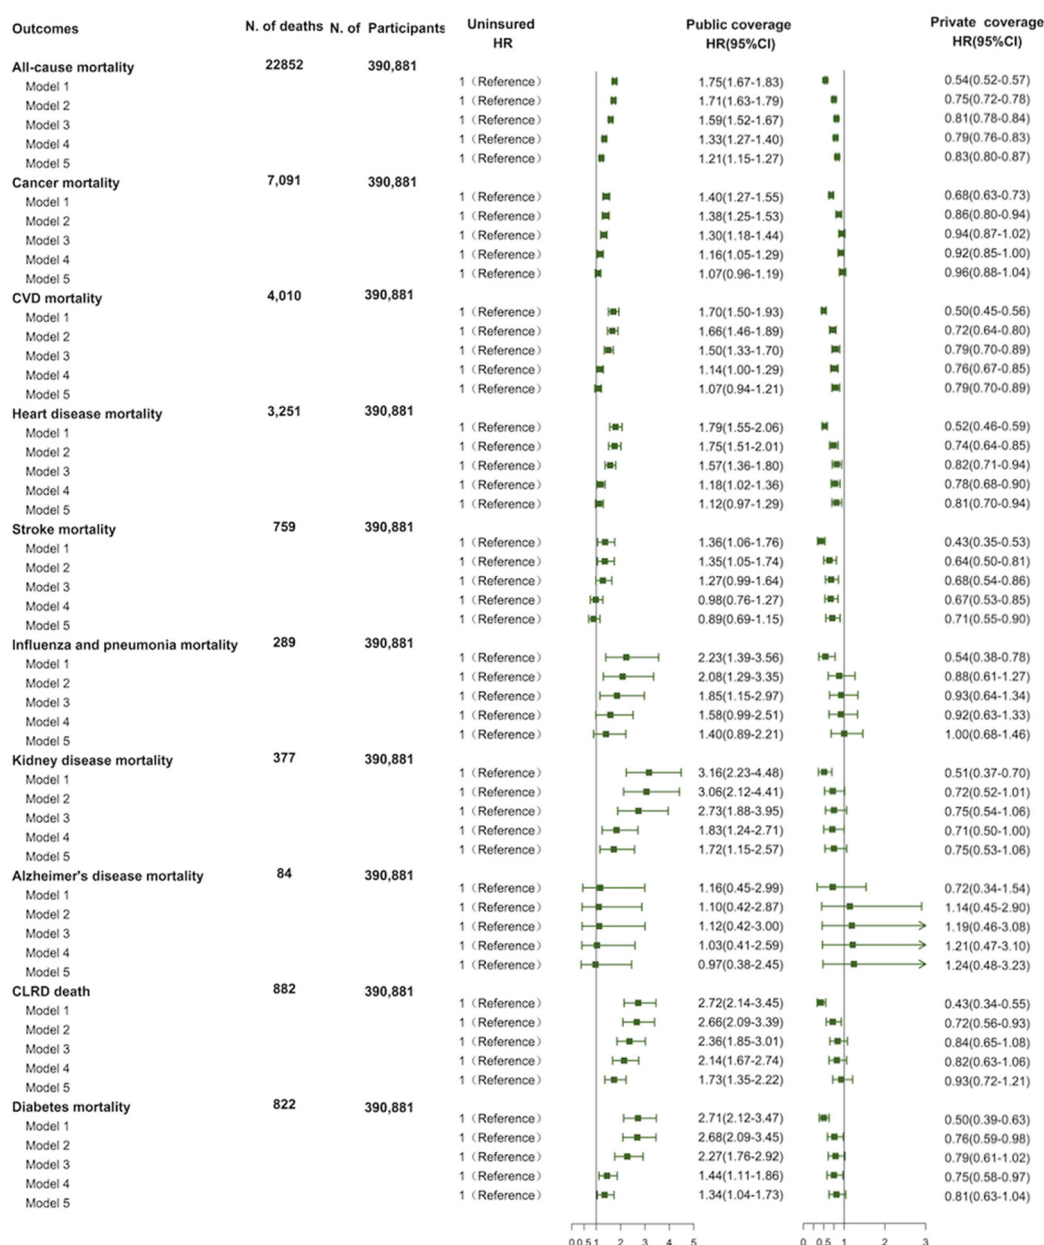 Outcomes N. of deaths N. of Participants Uninsured HR Public coverage HR(95%CI) Private coverage HR(95%CI)
All-cause mortality 22852 390,881
Model 1 1（Reference） 1.75(1.67-1.83) 0.54(0.52-0.57)
Model 2 1（Reference） 1.71(1.63-1.79) 0.75(0.72-0.78)
Model 3 1（Reference） 1.59(1.52-1.67) 0.81(0.78-0.84)
Model 4 1（Reference） 1.33(1.27-1.40) 0.79(0.76-0.83)
Model 5 1（Reference） 1.21(1.15-1.27) 0.83(0.80-0.87)
Cancer mortality 7,091 390,881
Model 1 1（Reference） 1.40(1.27-1.55) 0.68(0.63-0.73)
Model 2 1（Reference） 1.38(1.25-1.53) 0.86(0.80-0.94)
Model 3 1（Reference） 1.30(1.18-1.44) 0.94(0.87-1.02)
Model 4 1（Reference） 1.16(1.05-1.29) 0.92(0.85-1.00)
Model 5 1（Reference） 1.07(0.96-1.19) 0.96(0.88-1.04)
CVD mortality 4,010 390,881
Model 1 1（Reference） 1.70(1.50-1.93) 0.50(0.45-0.56)
Model 2 1（Reference） 1.66(1.46-1.89) 0.72(0.64-0.80)
Model 3 1（Reference） 1.50(1.33-1.70) 0.79(0.70-0.89)
Model 4 1（Reference） 1.14(1.00-1.29) 0.76(0.67-0.85)
Model 5 1（Reference） 1.07(0.94-1.21) 0.79(0.70-0.89)
Heart disease mortality 3,251 390,881
Model 1 1（Reference） 1.79(1.55-2.06) 0.52(0.46-0.59)
Model 2 1（Reference） 1.75(1.51-2.01) 0.74(0.64-0.85)
Model 3 1（Reference） 1.57(1.36-1.80) 0.82(0.71-0.94)
Model 4 1（Reference） 1.18(1.02-1.36) 0.78(0.68-0.90)
Model 5 1（Reference） 1.12(0.97-1.29) 0.81(0.70-0.94)
Stroke mortality 759 390,881
Model 1 1（Reference） 1.36(1.06-1.76) 0.43(0.35-0.53)
Model 2 1（Reference） 1.35(1.05-1.74) 0.64(0.50-0.81)
Model 3 1（Reference） 1.27(0.99-1.64) 0.68(0.54-0.86)
Model 4 1（Reference） 0.98(0.76-1.27) 0.67(0.53-0.85)
Model 5 1（Reference） 0.89(0.69-1.15) 0.71(0.55-0.90)
Influenza and pneumonia mortality 289 390,881
Model 1 1（Reference） 2.23(1.39-3.56) 0.54(0.38-0.78)
Model 2 1（Reference） 2.08(1.29-3.35) 0.88(0.61-1.27)
Model 3 1（Reference） 1.85(1.15-2.97) 0.93(0.64-1.34)
Model 4 1（Reference） 1.58(0.99-2.51) 0.92(0.63-1.33)
Model 5 1（Reference） 1.40(0.89-2.21) 1.00(0.68-1.46)
Kidney disease mortality 377 390,881
Model 1 1（Reference） 3.16(2.23-4.48) 0.51(0.37-0.70)
Model 2 1（Reference） 3.06(2.12-4.41) 0.72(0.52-1.01)
Model 3 1（Reference） 2.73(1.88-3.95) 0.75(0.54-1.06)
Model 4 1（Reference） 1.83(1.24-2.71) 0.71(0.50-1.00)
Model 5 1（Reference） 1.72(1.15-2.57) 0.75(0.53-1.06)
Alzheimer's disease mortality 84 390,881
Model 1 1（Reference） 1.16(0.45-2.99) 0.72(0.34-1.54)
Model 2 1（Reference） 1.10(0.42-2.87) 1.14(0.45-2.90)
Model 3 1（Reference） 1.12(0.42-3.00) 1.19(0.46-3.08)
Model 4 1（Reference） 1.03(0.41-2.59) 1.21(0.47-3.10)
Model 5 1（Reference） 0.97(0.38-2.45) 1.24(0.48-3.23)
CLRD death 882 390,881
Model 1 1（Reference） 2.72(2.14-3.45) 0.43(0.34-0.55)
Model 2 1（Reference） 2.66(2.09-3.39) 0.72(0.56-0.93)
Model 3 1（Reference） 2.36(1.85-3.01) 0.84(0.65-1.08)
Model 4 1（Reference） 2.14(1.67-2.74) 0.82(0.63-1.06)
Model 5 1（Reference） 1.73(1.35-2.22) 0.93(0.72-1.21)
Diabetes mortality 822 390,881
Model 1 1（Reference） 2.71(2.12-3.47) 0.50(0.39-0.63)
Model 2 1（Reference） 2.68(2.09-3.45) 0.76(0.59-0.98)
Model 3 1（Reference） 2.27(1.76-2.92) 0.79(0.61-1.02)
Model 4 1（Reference） 1.44(1.11-1.86) 0.75(0.58-0.97)
Model 5 1（Reference） 1.34(1.04-1.73) 0.81(0.63-1.04)
0 0.5 1 2 3 4 5 0 0.5 1 2 3